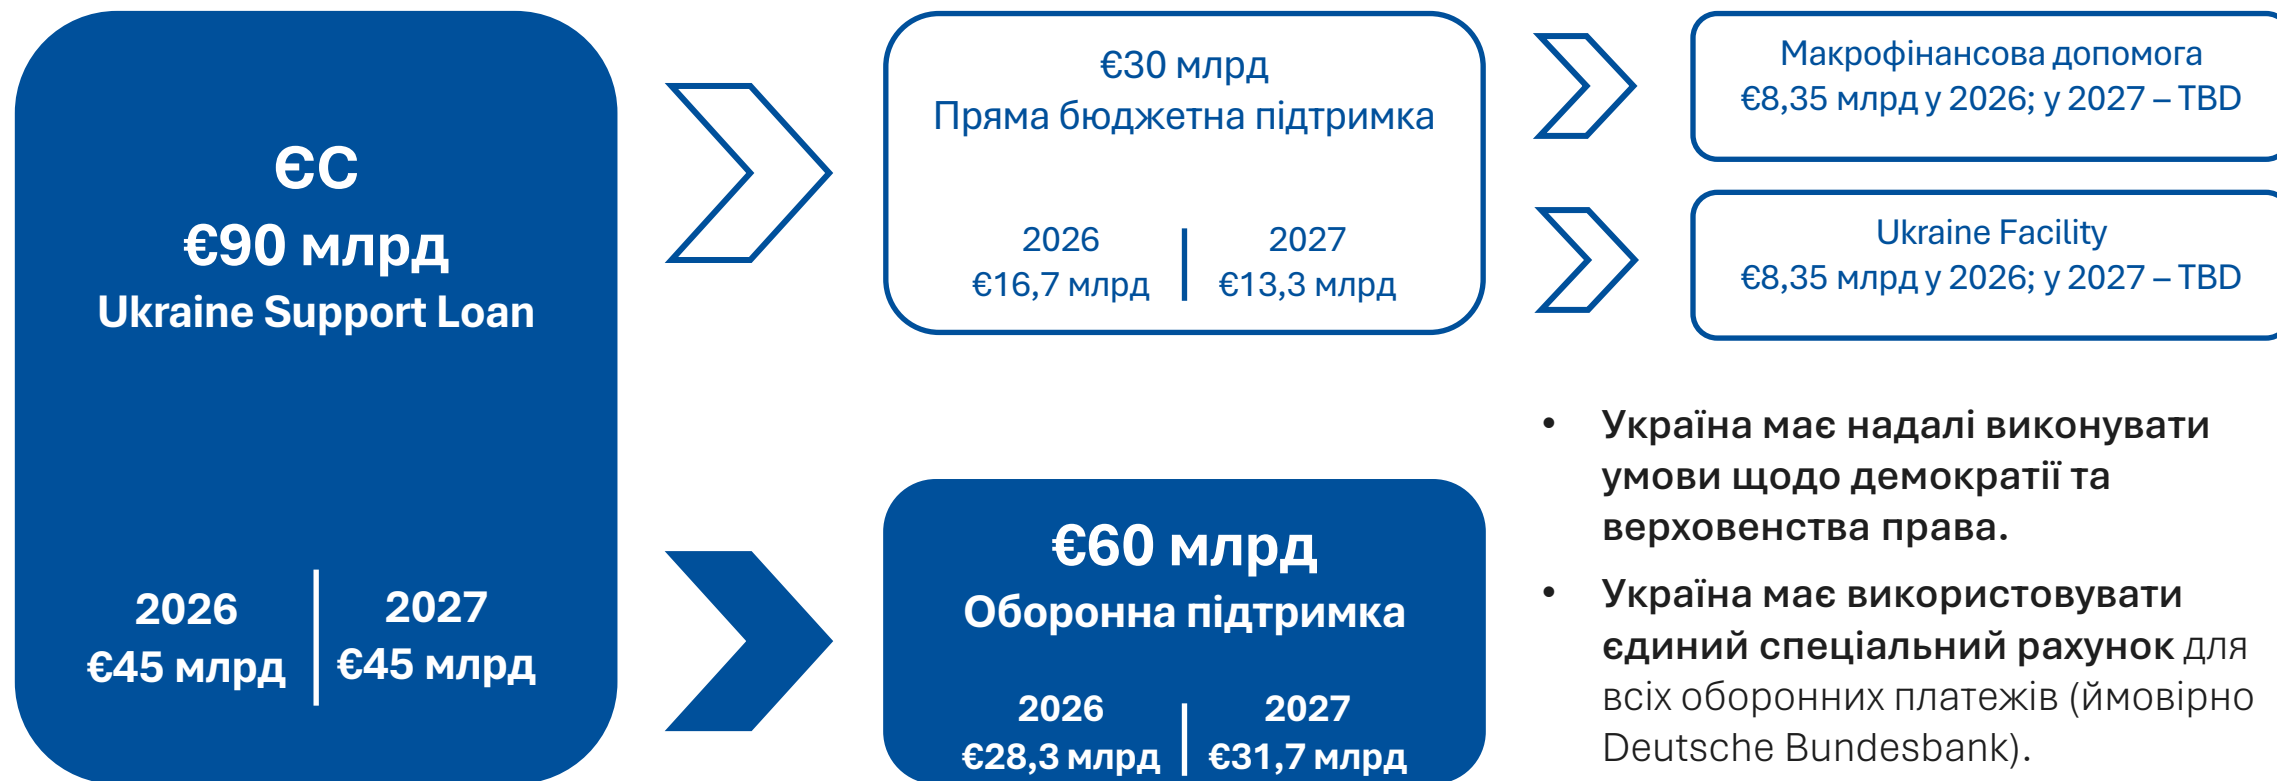 ЄС
€90 млрд
Ukraine Support Loan
2026
€45 млрд
2027
€45 млрд
€30 млрд
Пряма бюджетна підтримка
2026
€16,7 млрд
2027
€13,3 млрд
Макрофінансова допомога
€8,35 млрд у 2026; у 2027 – TBD
Ukraine Facility
€8,35 млрд у 2026; у 2027 – TBD
€60 млрд
Оборонна підтримка
2026
€28,3 млрд
2027
€31,7 млрд
• Україна має надалі виконувати
умови щодо демократії та
верховенства права.
• Україна має використовувати
єдиний спеціальний рахунок для
всіх оборонних платежів (ймовірно
Deutsche Bundesbank).